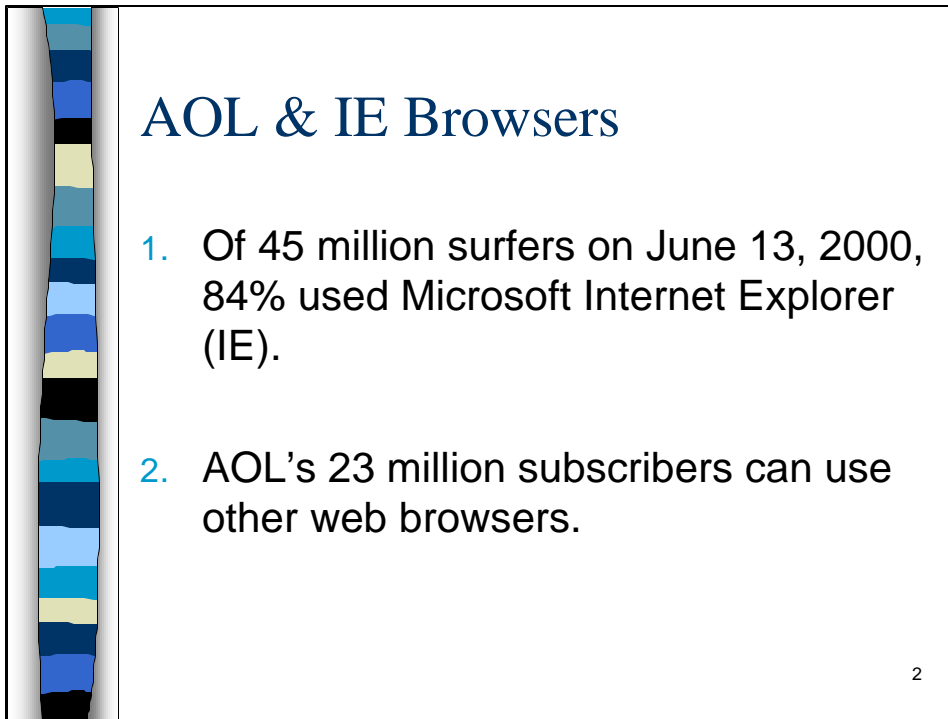 AOL & IE Browsers
1. Of 45 million surfers on June 13, 2000,
84% used Microsoft Internet Explorer
(IE).
2. AOL's 23 million subscribers can use
other web browsers.
2